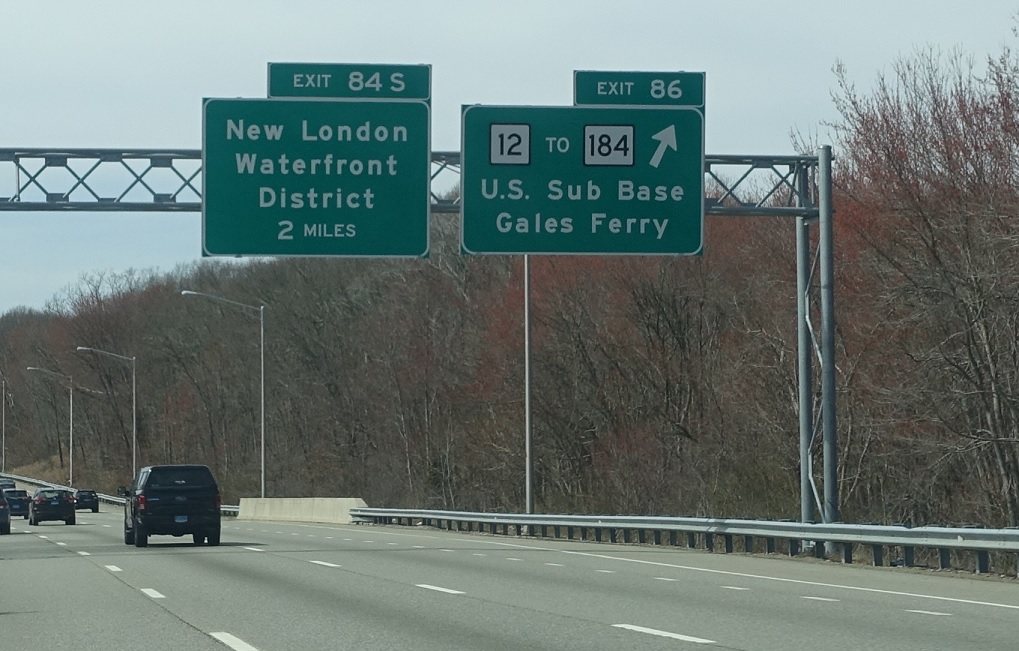 EXIT 84 S
New London
Waterfront
District
2 MILES
EXIT 86
12 TO 184
U.S. Sub Base
Gales Ferry